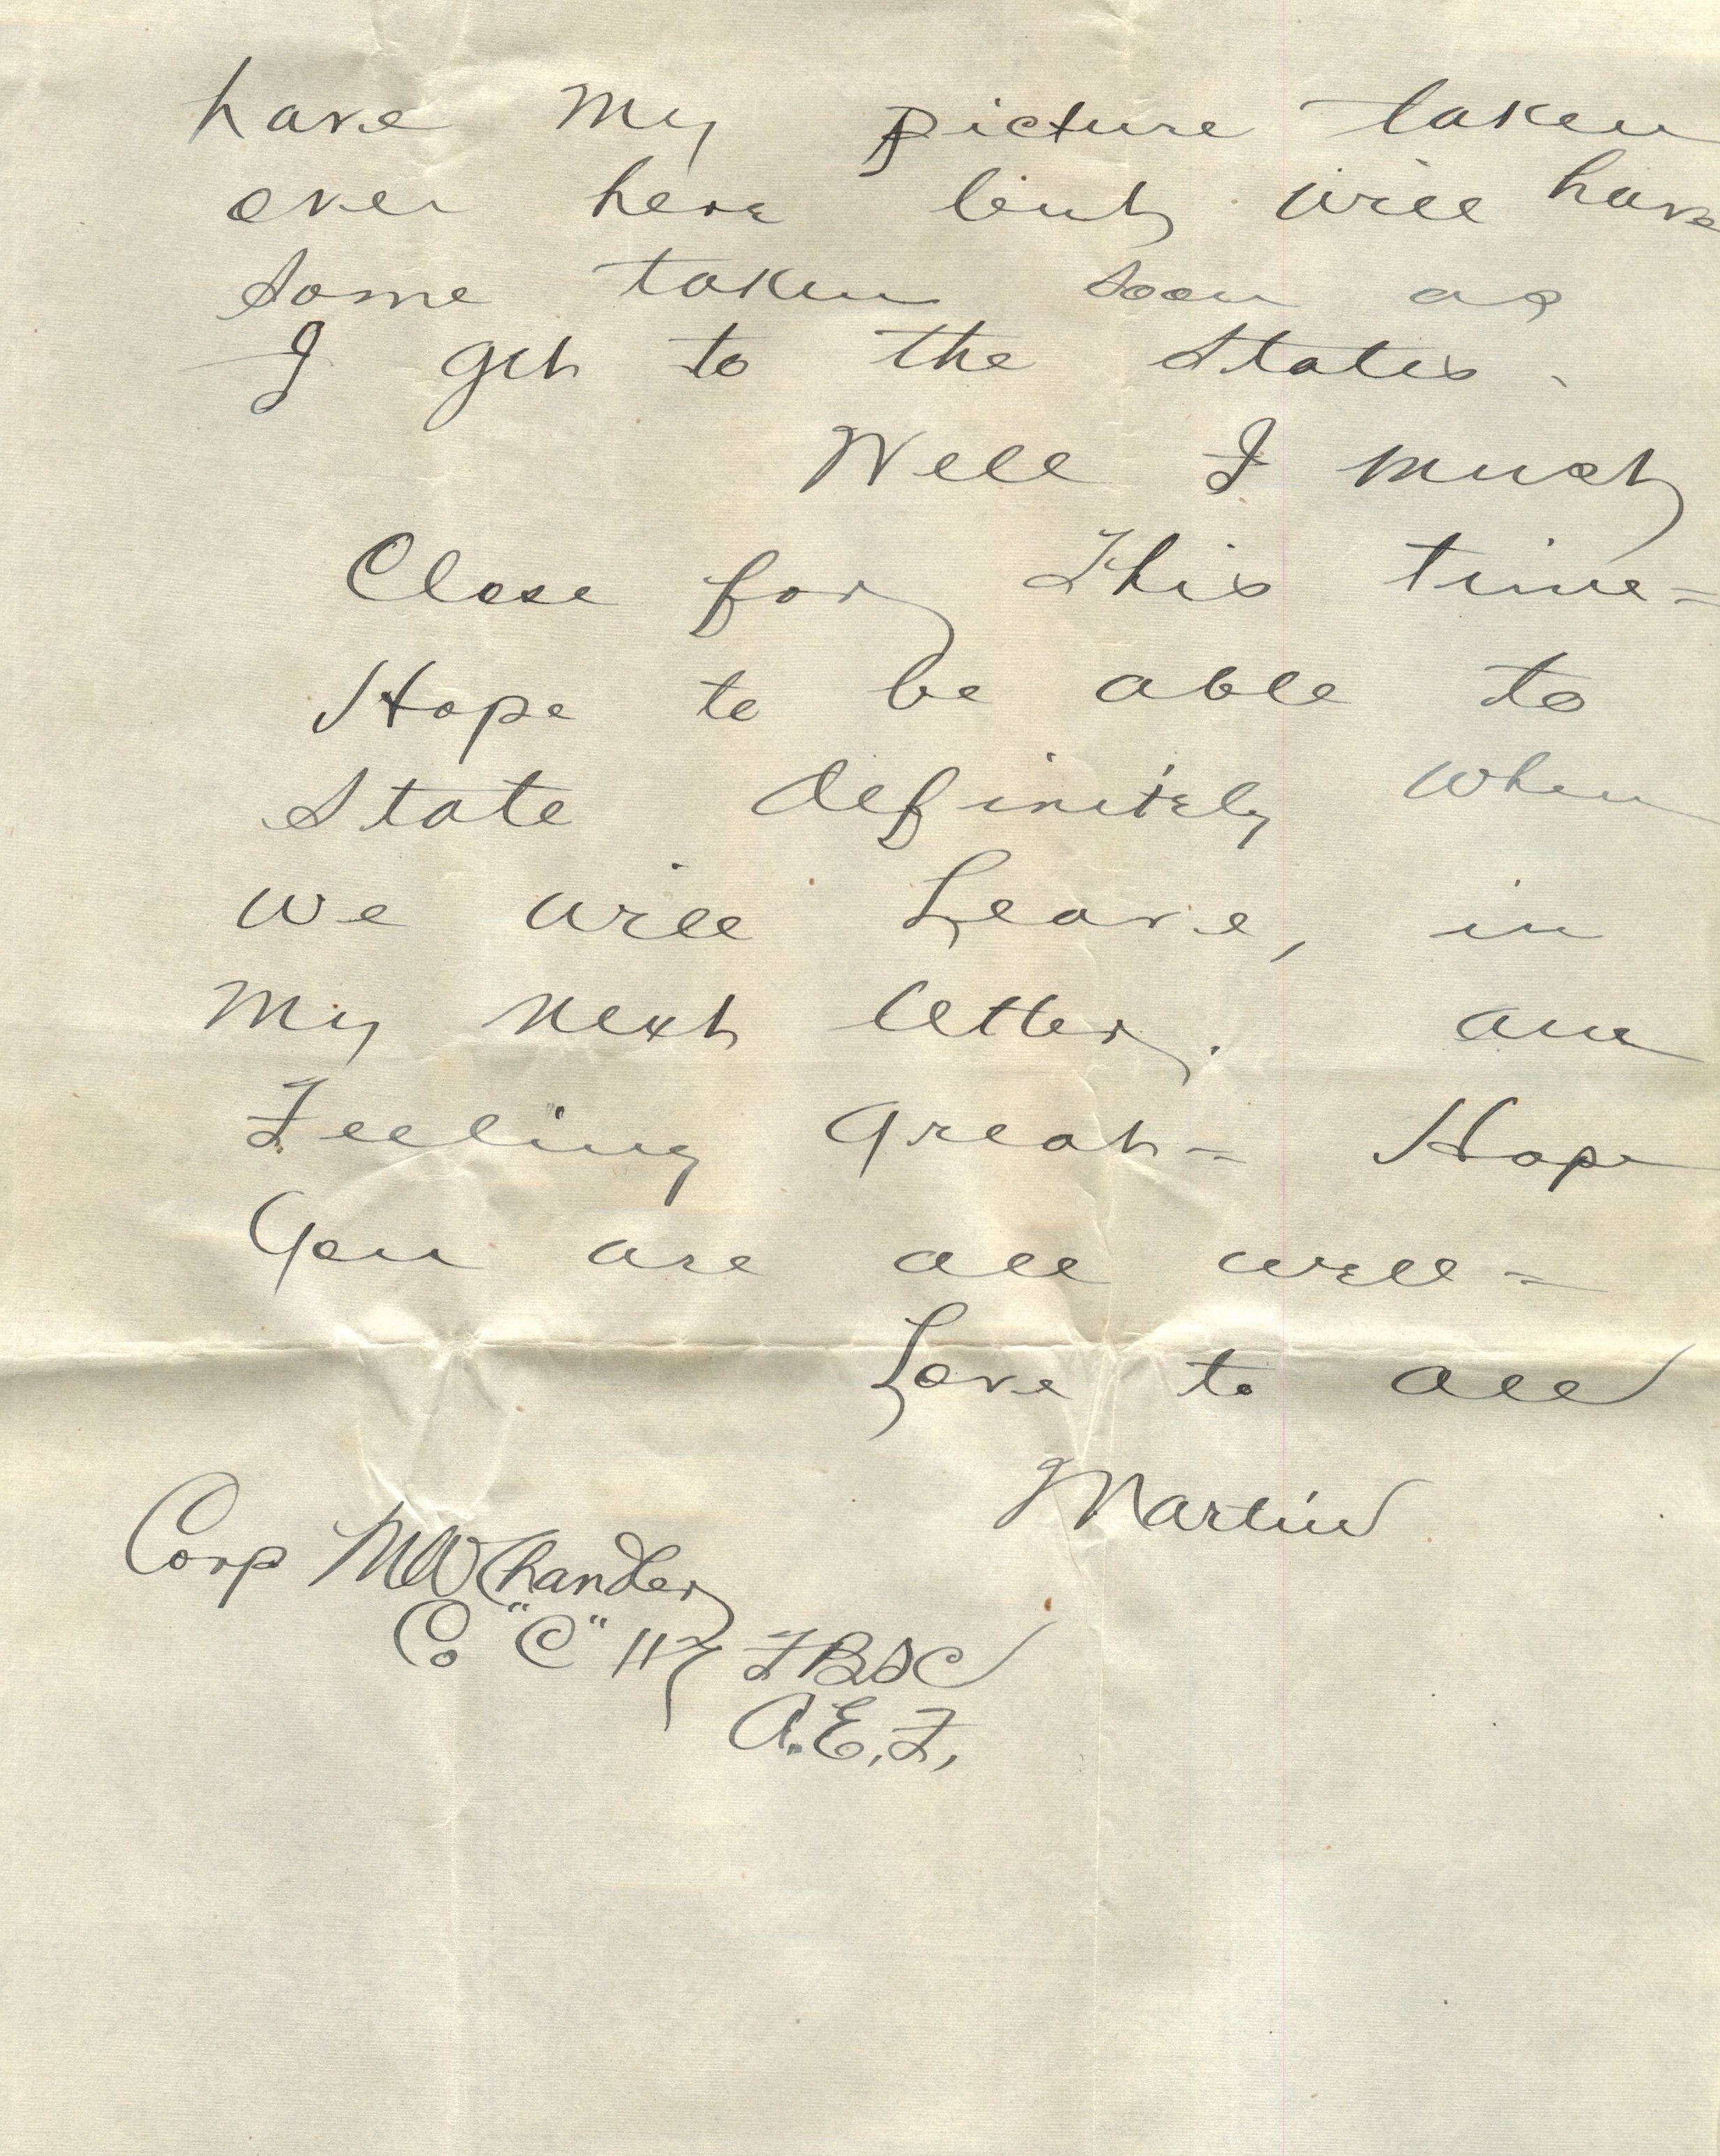 have my picture taken
over here but will have
some taken soon as
I get to the States.
Well I must
Close for This time =
Hope to be able to
State definitely when
we will Leave, in
My next letter. am
Feeling Great = Hope
You are all well =
Love to all
Martin
Corp MW Chandler
Co "C" 117 FBSC
A.E.F.